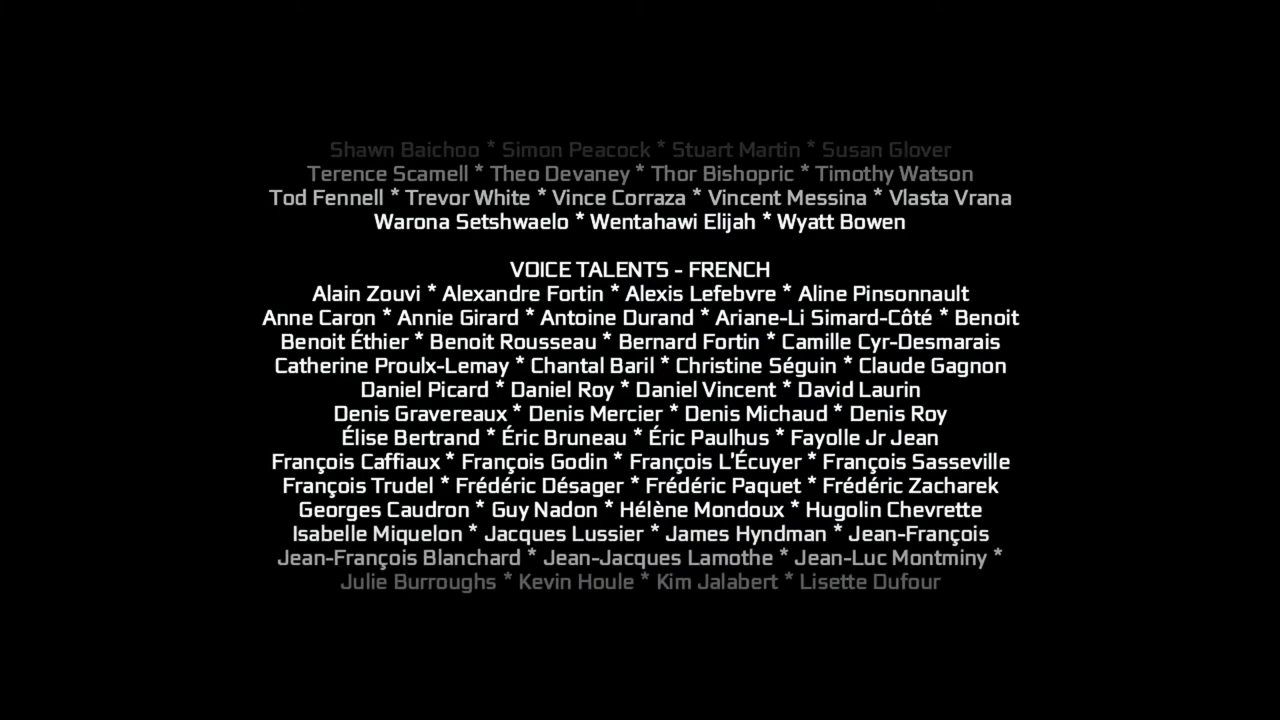 Shawn Baichoo * Simon Peacock * Stuart Martin * Susan Glover
Terence Scamell * Theo Devaney * Thor Bishopric * Timothy Watson
Tod Fennell * Trevor White * Vince Corraza * Vincent Messina * Vlasta Vrana
Warona Setshwaelo * Wentahawi Elijah * Wyatt Bowen
VOICE TALENTS - FRENCH
Alain Zouvi * Alexandre Fortin * Alexis Lefebvre * Aline Pinsonnault
Anne Caron * Annie Girard * Antoine Durand * Ariane-Li Simard-Côté * Benoit
Benoit Éthier * Benoit Rousseau * Bernard Fortin * Camille Cyr-Desmarais
Catherine Proulx-Lemay * Chantal Baril * Christine Séguin * Claude Gagnon
Daniel Picard * Daniel Roy * Daniel Vincent * David Laurin
Denis Gravereaux * Denis Mercier * Denis Michaud * Denis Roy
Élise Bertrand * Éric Bruneau * Éric Paulhus * Fayolle Jr Jean
François Caffiaux * François Godin * François L'Écuyer * François Sasseville
François Trudel * Frédéric Désager * Frédéric Paquet * Frédéric Zacharek
Georges Caudron * Guy Nadon * Hélène Mondoux * Hugolin Chevrette
Isabelle Miquelon * Jacques Lussier * James Hyndman * Jean-François
Jean-François Blanchard * Jean-Jacques Lamothe * Jean-Luc Montminy *
Julie Burroughs * Kevin Houle * Kim Jalabert * Lisette Dufour